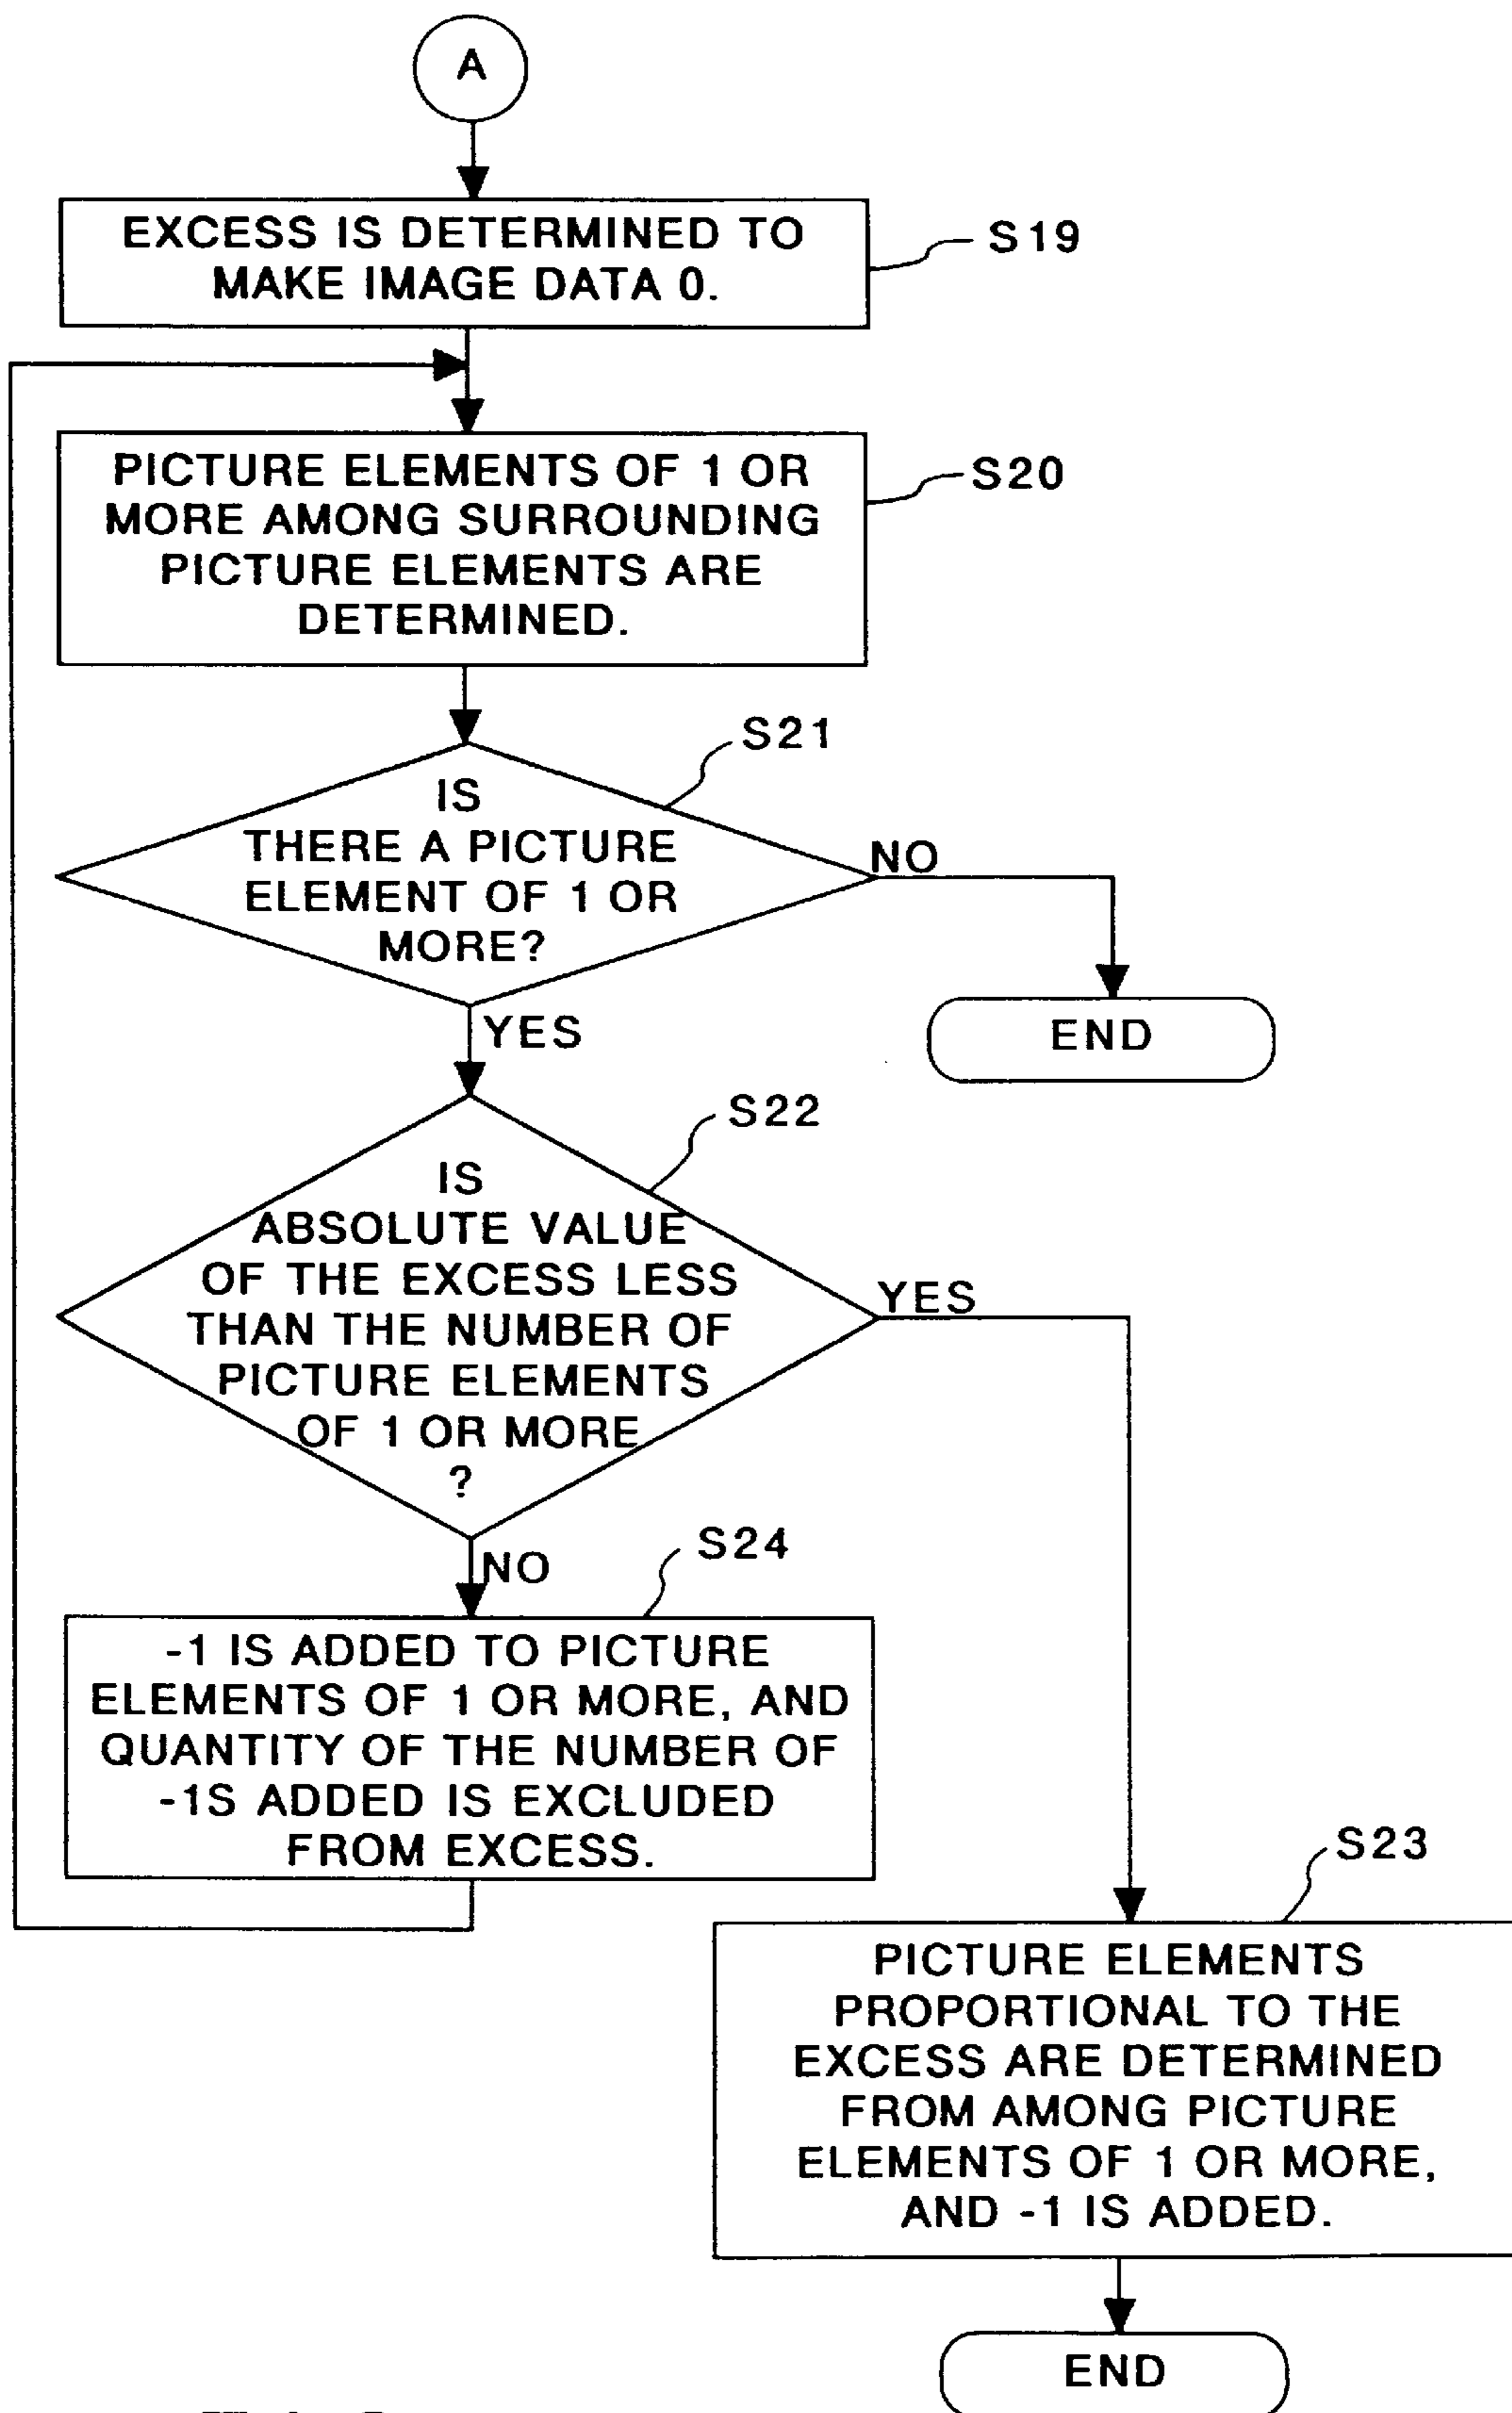 A
EXCESS IS DETERMINED TO
MAKE IMAGE DATA 0.
S19
PICTURE ELEMENTS OF 1 OR
MORE AMONG SURROUNDING
PICTURE ELEMENTS ARE
DETERMINED.
S20
S21
IS
THERE A PICTURE
ELEMENT OF 1 OR
MORE?
NO
END
YES
S22
IS
ABSOLUTE VALUE
OF THE EXCESS LESS
THAN THE NUMBER OF
PICTURE ELEMENTS
OF 1 OR MORE
?
YES
NO
S24
-1 IS ADDED TO PICTURE
ELEMENTS OF 1 OR MORE, AND
QUANTITY OF THE NUMBER OF
-1S ADDED IS EXCLUDED
FROM EXCESS.
S23
PICTURE ELEMENTS
PROPORTIONAL TO THE
EXCESS ARE DETERMINED
FROM AMONG PICTURE
ELEMENTS OF 1 OR MORE,
AND -1 IS ADDED.
END